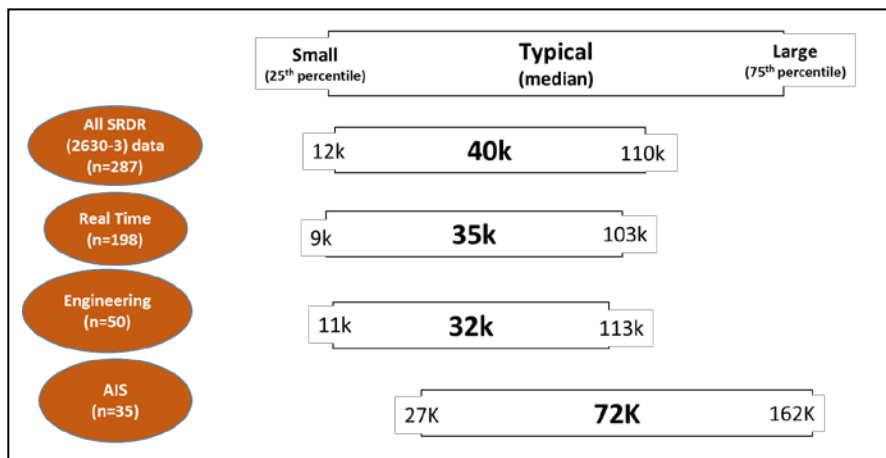 Small
(25th percentile)
Typical
(median)
Large
(75th percentile)
All SRDR
(2630-3) data
(n=287)
12k
40k
110k
Real Time
(n=198)
9k
35k
103k
Engineering
(n=50)
11k
32k
113k
AIS
(n=35)
27K
72K
162K